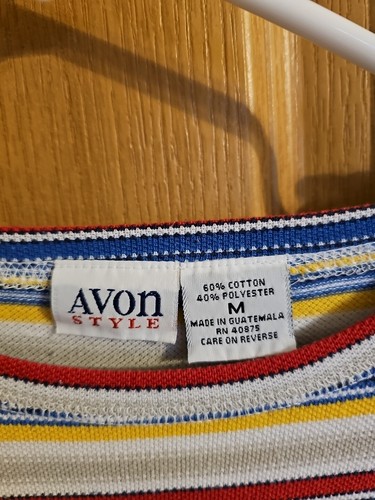 AVON
STYLE
60% COTTON
40% POLYESTER
M
MADE IN GUATEMALA
RN 40875
CARE ON REVERSE